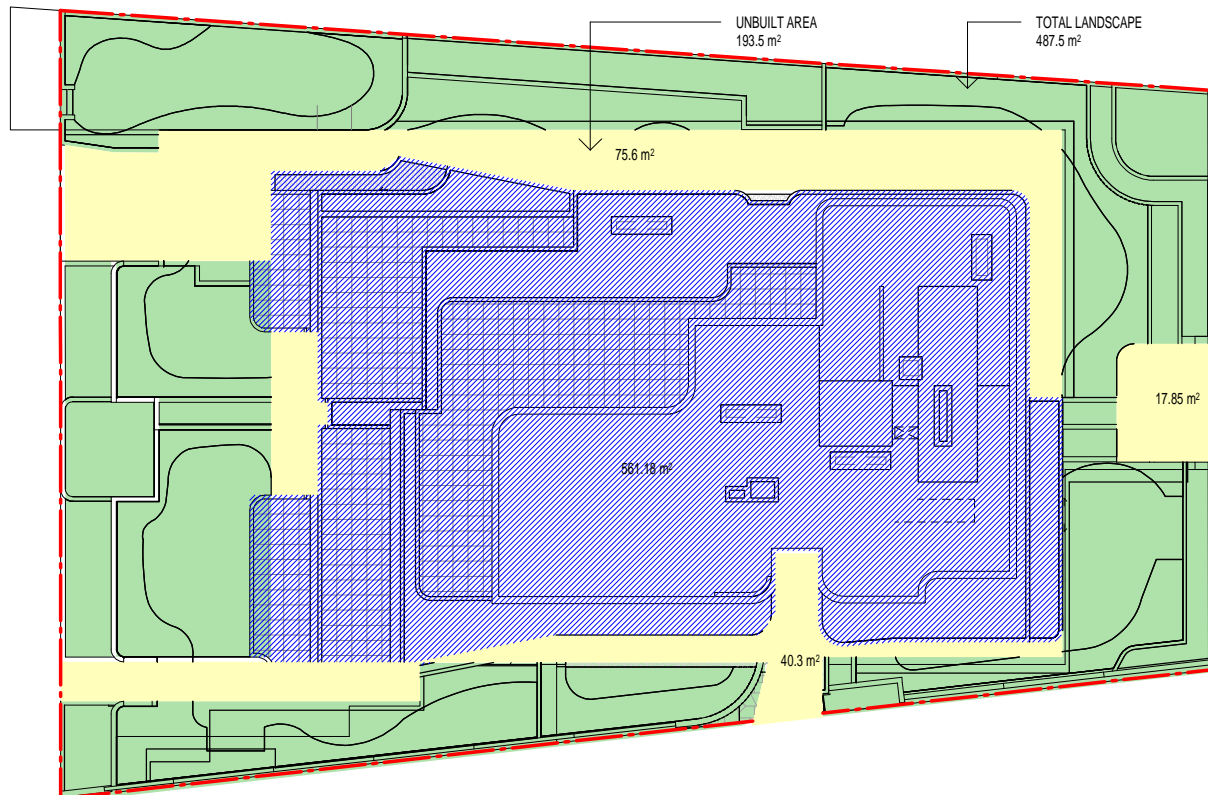 UNBUILT AREA
193.5 m²
TOTAL LANDSCAPE
487.5 m²
75.6 m²
17.85 m²
561.18 m²
40.3 m²